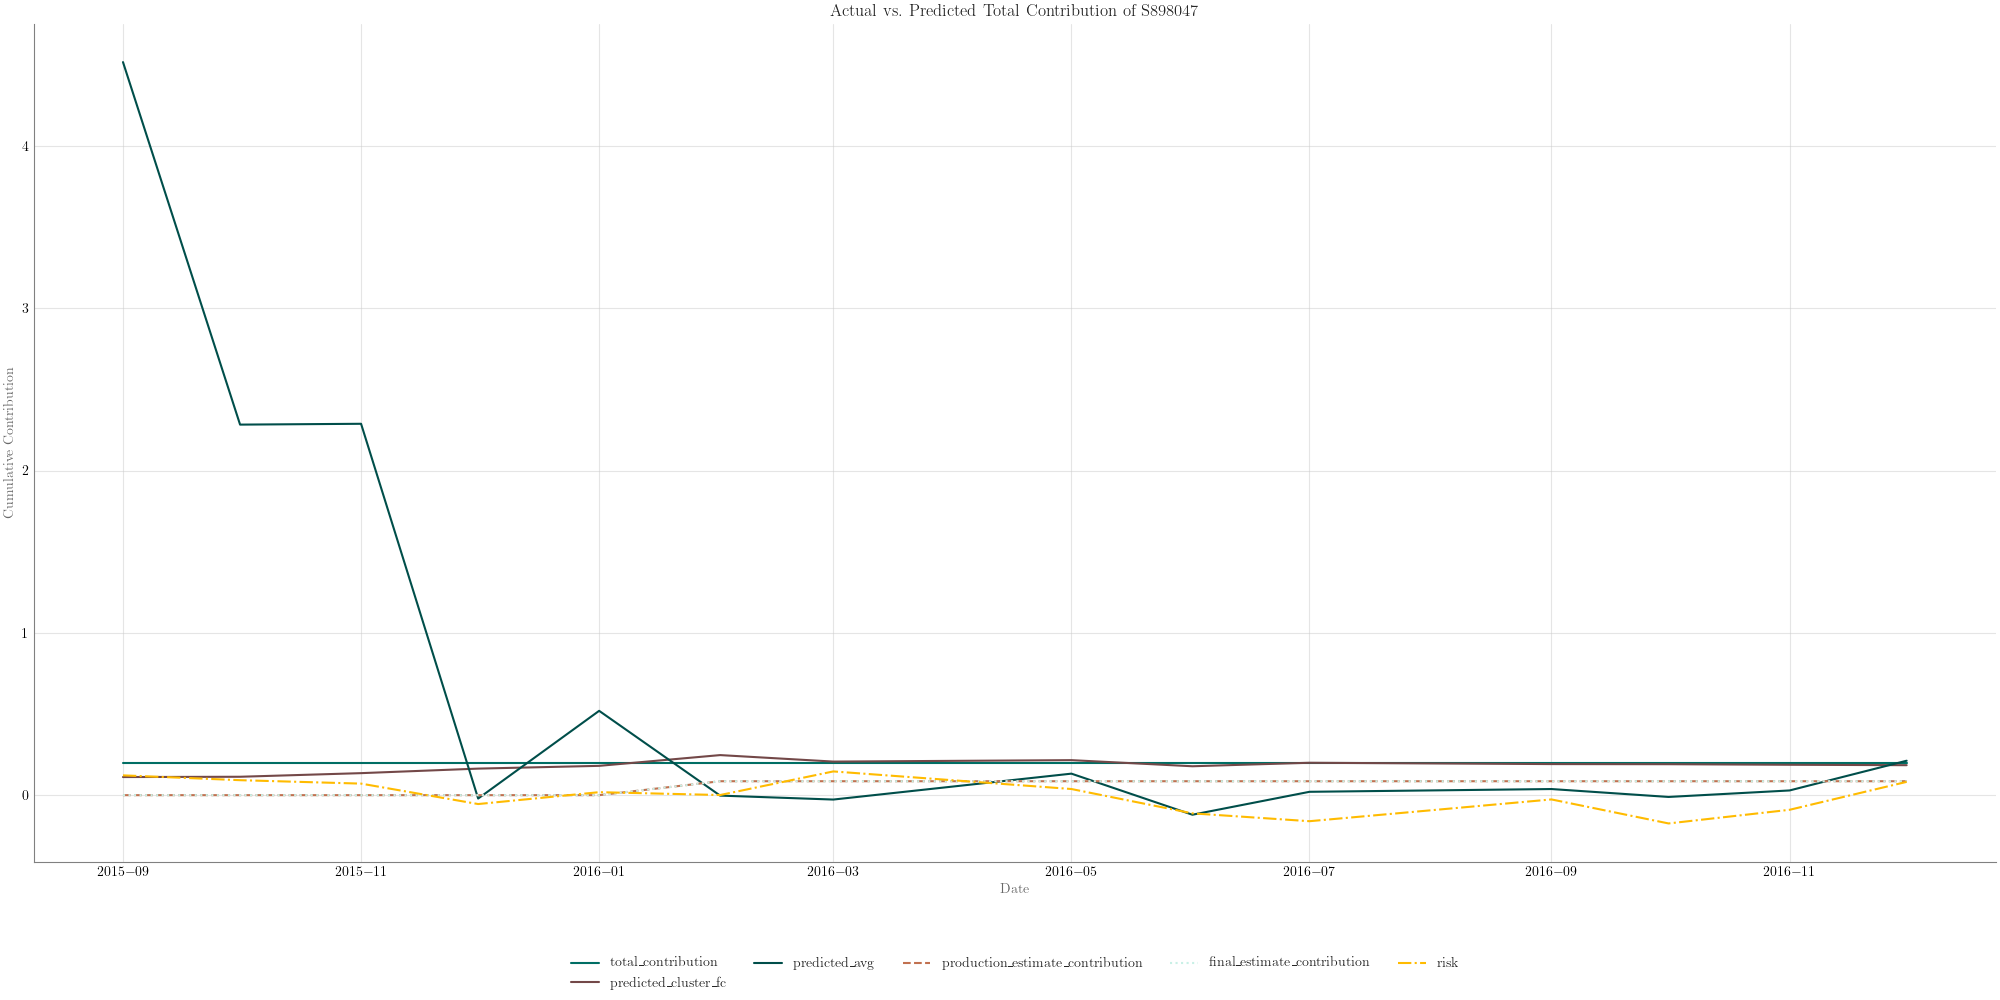 Actual vs. Predicted Total Contribution of S898047
Cumulative Contribution
4
3
2
1
0
2015−09 2015−11 2016−01 2016−03 2016−05 2016−07 2016−09 2016−11
Date
total_contribution predicted_avg production_estimate_contribution final_estimate_contribution risk
predicted_cluster_fc